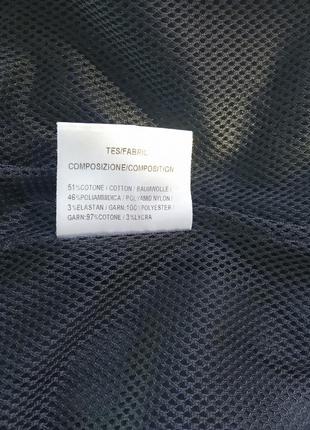 TES/FABRIL
COMPOSIZIONE/COMPOSITION
51%COTONE / COTTON / BAUMWOLLE /
46%POLIAMMIDICA / POLYAMID NYLON /
3%ELASTAN / GARN:100% POLYESTER /
GARN:97%COTONE / 3%LYCRA